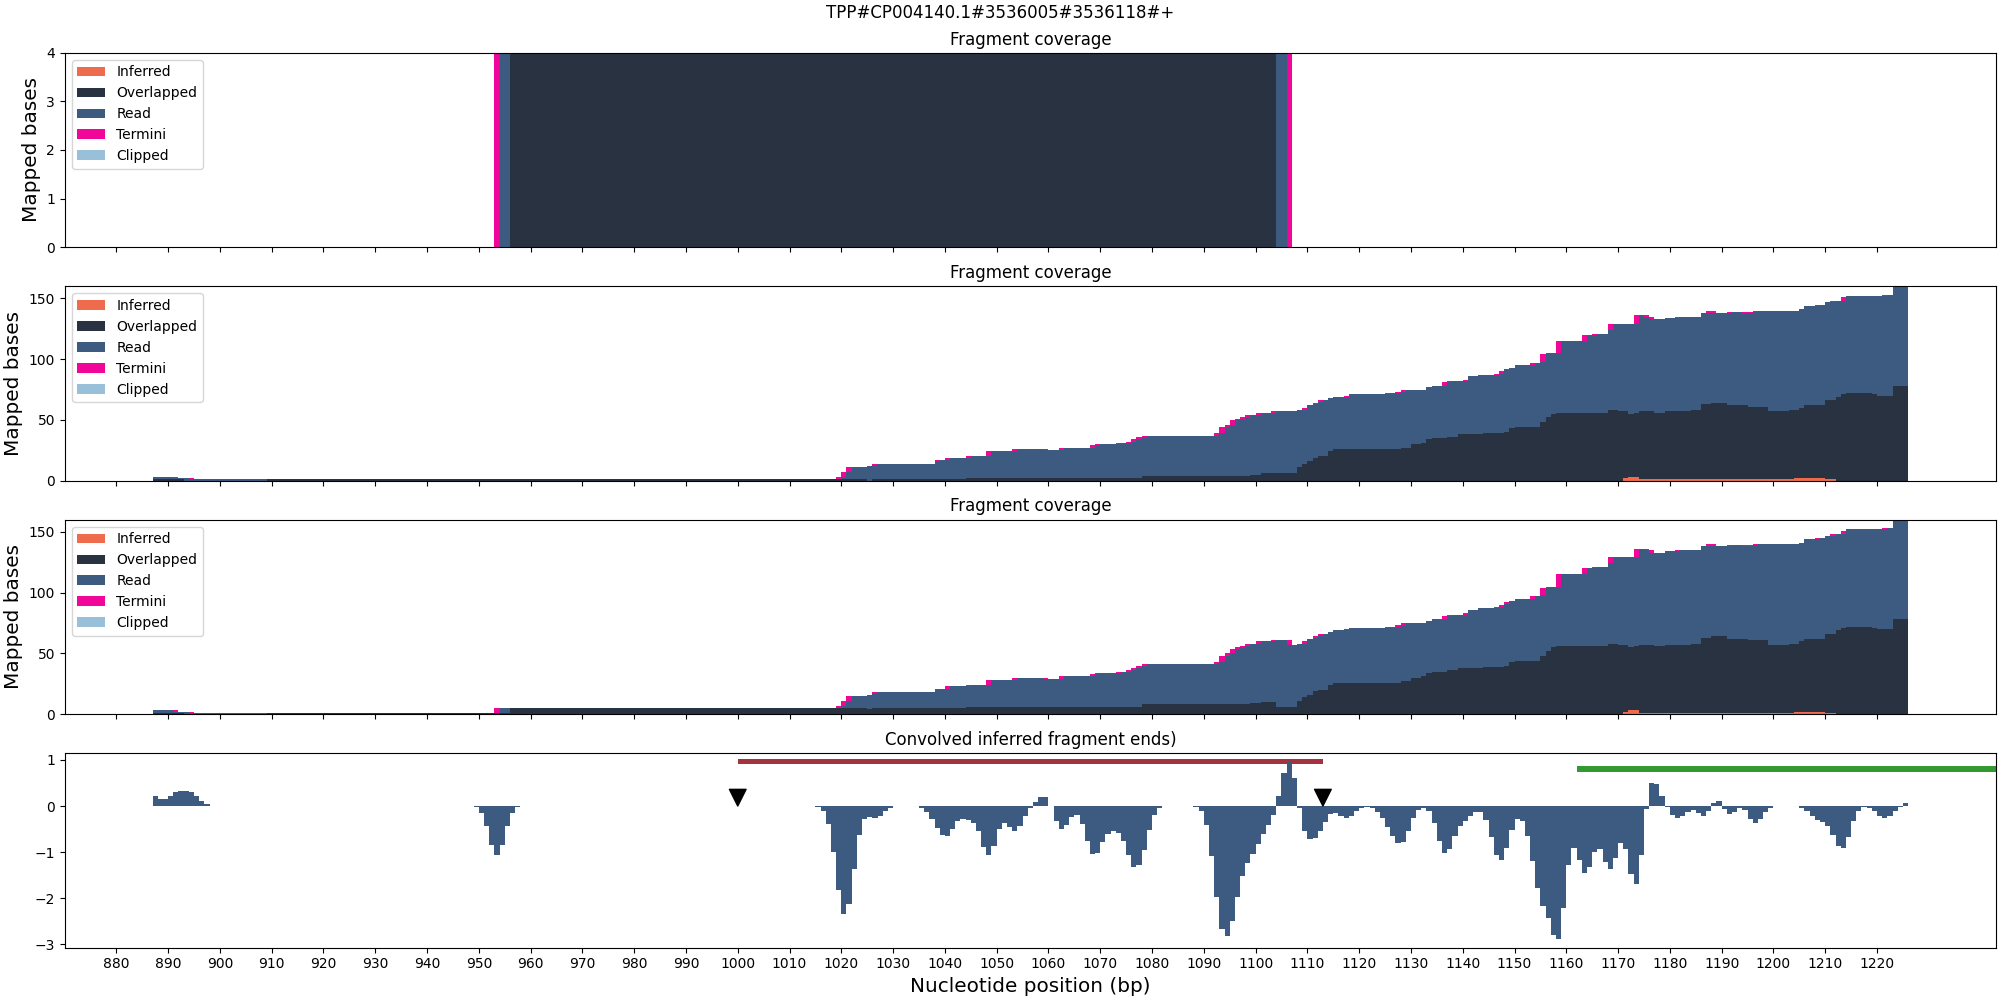 TPP#CP004140.1#3536005#3536118#+
Fragment coverage
4
3
2
1
0
Mapped bases
Inferred
Overlapped
Read
Termini
Clipped
Fragment coverage
150
100
50
0
Mapped bases
Inferred
Overlapped
Read
Termini
Clipped
Fragment coverage
150
100
50
0
Mapped bases
Inferred
Overlapped
Read
Termini
Clipped
Convolved inferred fragment ends)
1
0
−1
−2
−3
880 890 900 910 920 930 940 950 960 970 980 990 1000 1010 1020 1030 1040 1050 1060 1070 1080 1090 1100 1110 1120 1130 1140 1150 1160 1170 1180 1190 1200 1210 1220
Nucleotide position (bp)